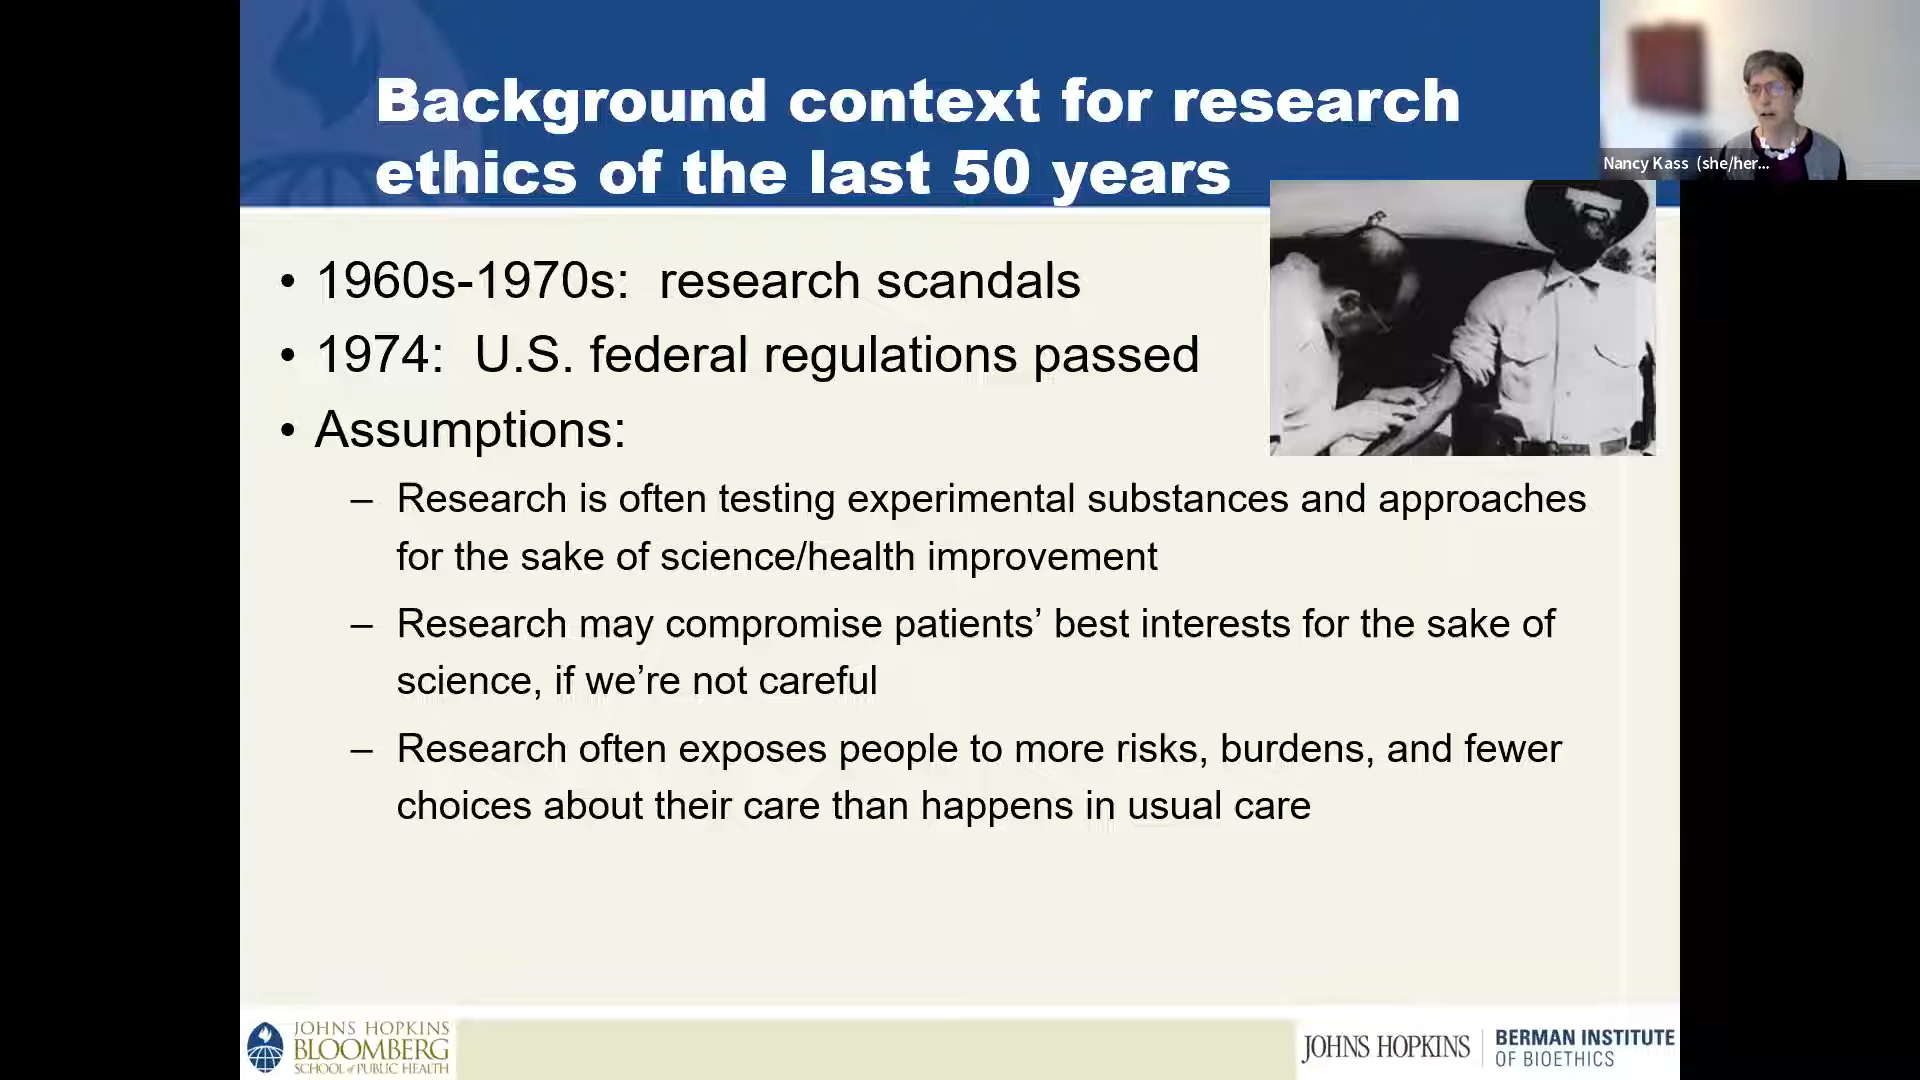 Background context for research
ethics of the last 50 years
Nancy Kass (she/her...
• 1960s-1970s: research scandals
• 1974: U.S. federal regulations passed
• Assumptions:
– Research is often testing experimental substances and approaches
for the sake of science/health improvement
– Research may compromise patients’ best interests for the sake of
science, if we’re not careful
– Research often exposes people to more risks, burdens, and fewer
choices about their care than happens in usual care
JOHNS HOPKINS
BLOOMBERG
SCHOOL of PUBLIC HEALTH
JOHNS HOPKINS
BERMAN INSTITUTE
OF BIOETHICS